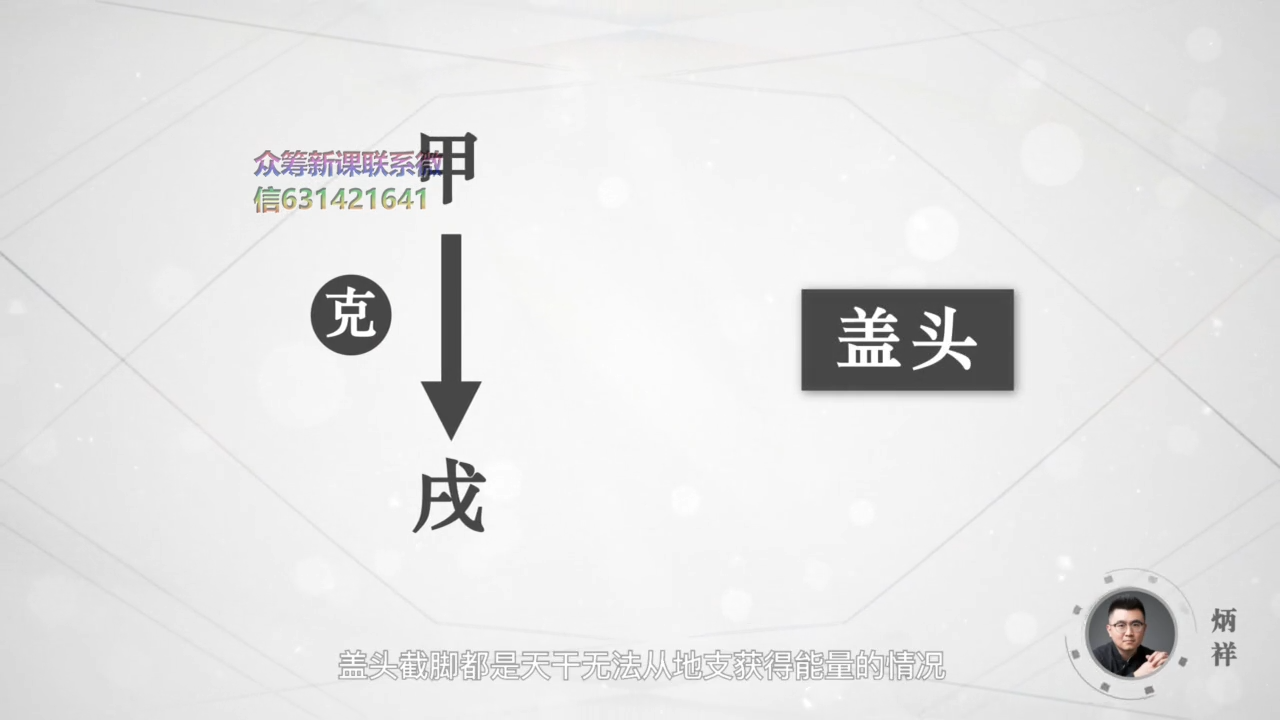 甲
众筹新课联系微
信631421641
克
盖头
戌
炳祥
盖头截脚都是天干无法从地支获得能量的情况